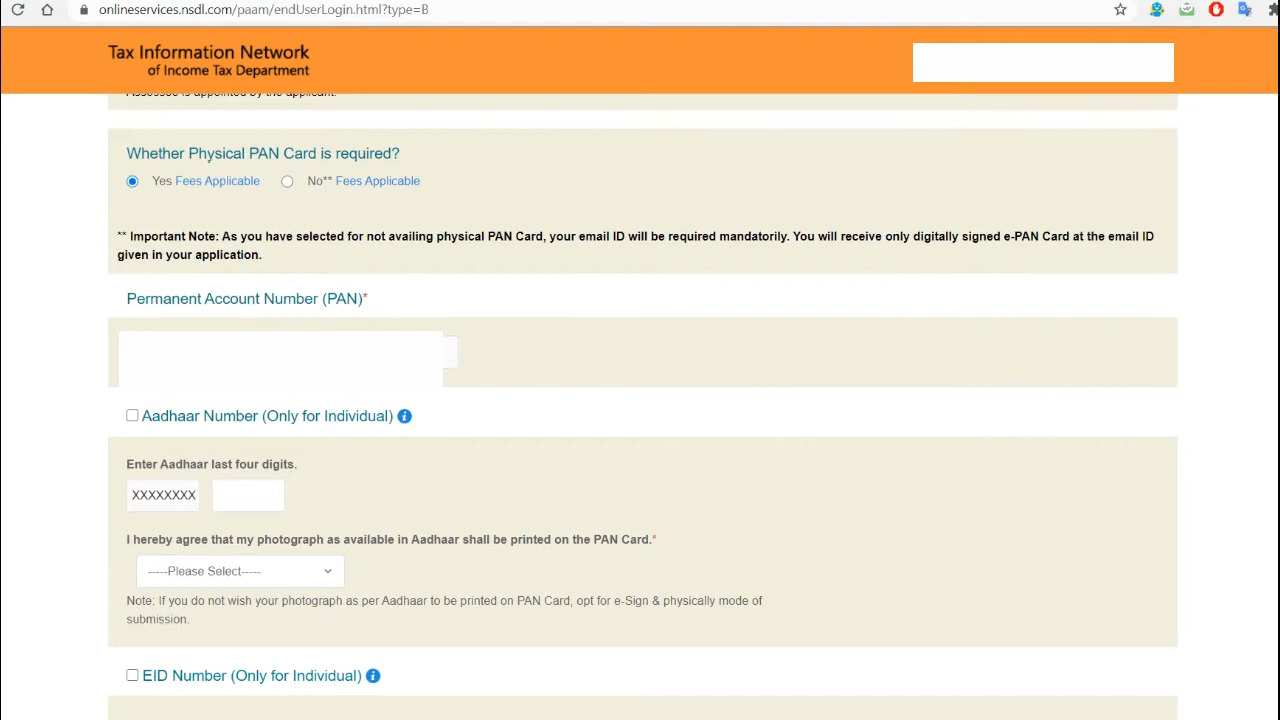 onlineservices.nsdl.com/paam/endUserLogin.html?type=B
Tax Information Network
of Income Tax Department
Assessee is appointed by the applicant.
Whether Physical PAN Card is required?
Yes Fees Applicable No** Fees Applicable
** Important Note: As you have selected for not availing physical PAN Card, your email ID will be required mandatorily. You will receive only digitally signed e-PAN Card at the email ID
given in your application.
Permanent Account Number (PAN)*
Aadhaar Number (Only for Individual)
Enter Aadhaar last four digits.
XXXXXXXX
I hereby agree that my photograph as available in Aadhaar shall be printed on the PAN Card.*
-----Please Select-----
Note: If you do not wish your photograph as per Aadhaar to be printed on PAN Card, opt for e-Sign & physically mode of
submission.
EID Number (Only for Individual)